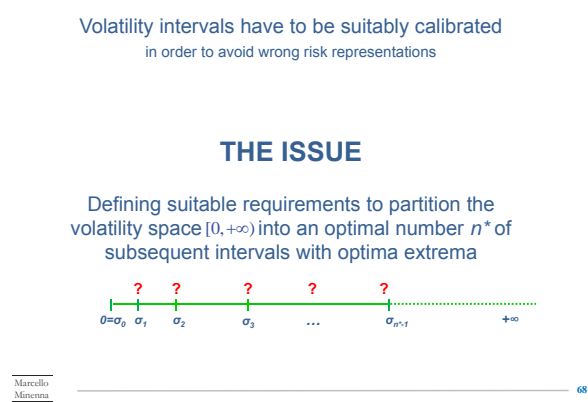 Volatility intervals have to be suitably calibrated
in order to avoid wrong risk representations
THE ISSUE
Defining suitable requirements to partition the
volatility space [0,+∞) into an optimal number n* of
subsequent intervals with optima extrema
? ? ? ? ?
0=σ0 σ1 σ2 σ3 ... σn*-1 +∞
Marcello
Minenna
68